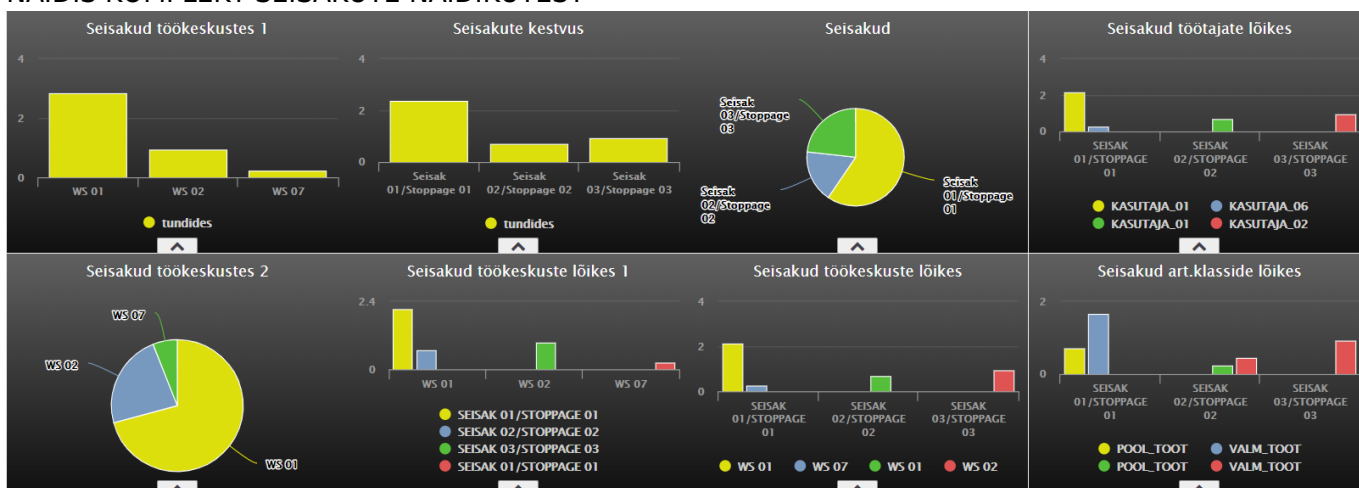 NÄIDIS KOMPLEKT SEISAKUTE NÄIDIKUTEST
Seisakud töökeskustes 1
4
2
0
WS 01 WS 02 WS 07
tundides
Seisakute kestvus
4
2
0
Seisak 01/Stoppage 01
Seisak 02/Stoppage 02
Seisak 03/Stoppage 03
tundides
Seisakud
Seisak
03/Stoppage
03
Seisak
02/Stoppage
02
Seisak
01/Stoppage
01
Seisakud töötajate lõikes
4
2
0
SEISAK
01/STOPPAGE
01
SEISAK
02/STOPPAGE
02
SEISAK
03/STOPPAGE
03
KASUTAJA_01 KASUTAJA_06
KASUTAJA_01 KASUTAJA_02
Seisakud töökeskustes 2
WS 07
WS 02
WS 01
Seisakud töökeskuste lõikes 1
2.4
0
WS 01 WS 02 WS 07
SEISAK 01/STOPPAGE 01
SEISAK 02/STOPPAGE 02
SEISAK 03/STOPPAGE 03
SEISAK 01/STOPPAGE 01
Seisakud töökeskuste lõikes
4
2
0
SEISAK
01/STOPPAGE
01
SEISAK
02/STOPPAGE
02
SEISAK
03/STOPPAGE
03
WS 01 WS 07 WS 01 WS 02
Seisakud art.klasside lõikes
2
0
SEISAK
01/STOPPAGE
01
SEISAK
02/STOPPAGE
02
SEISAK
03/STOPPAGE
03
POOL_TOOT VALM_TOOT
POOL_TOOT VALM_TOOT